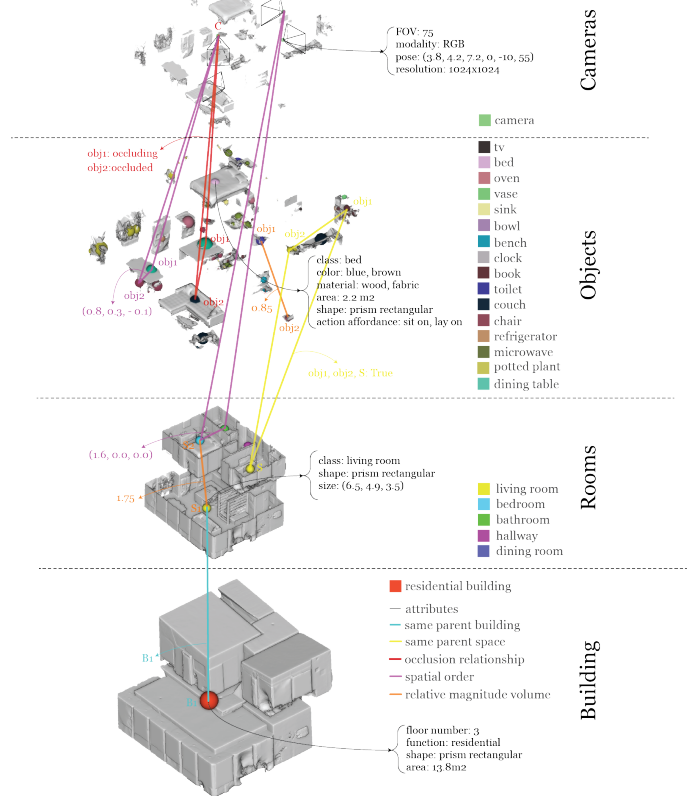 C
FOV: 75
modality: RGB
pose: (3.8, 4.2, 7.2, 0, -10, 55)
resolution: 1024x1024
Cameras
camera
obj1: occluding
obj2:occluded
tv
bed
oven
vase
sink
bowl
bench
clock
book
toilet
couch
chair
refrigerator
microwave
potted plant
dining table
Objects
obj1
obj2
obj1
obj1
obj1
obj2
(0.8, 0.3, - 0.1)
obj2
0.85
obj2
class: bed
color: blue, brown
material: wood, fabric
area: 2.2 m2
shape: prism rectangular
action affordance: sit on, lay on
obj1, obj2, S: True
(1.6, 0.0, 0.0)
1.75
class: living room
shape: prism rectangular
size: (6.5, 4.9, 3.5)
living room
bedroom
bathroom
hallway
dining room
Rooms
residential building
attributes
same parent building
same parent space
occlusion relationship
spatial order
relative magnitude volume
Building
B1
floor number: 3
function: residential
shape: prism rectangular
area: 13.8m2